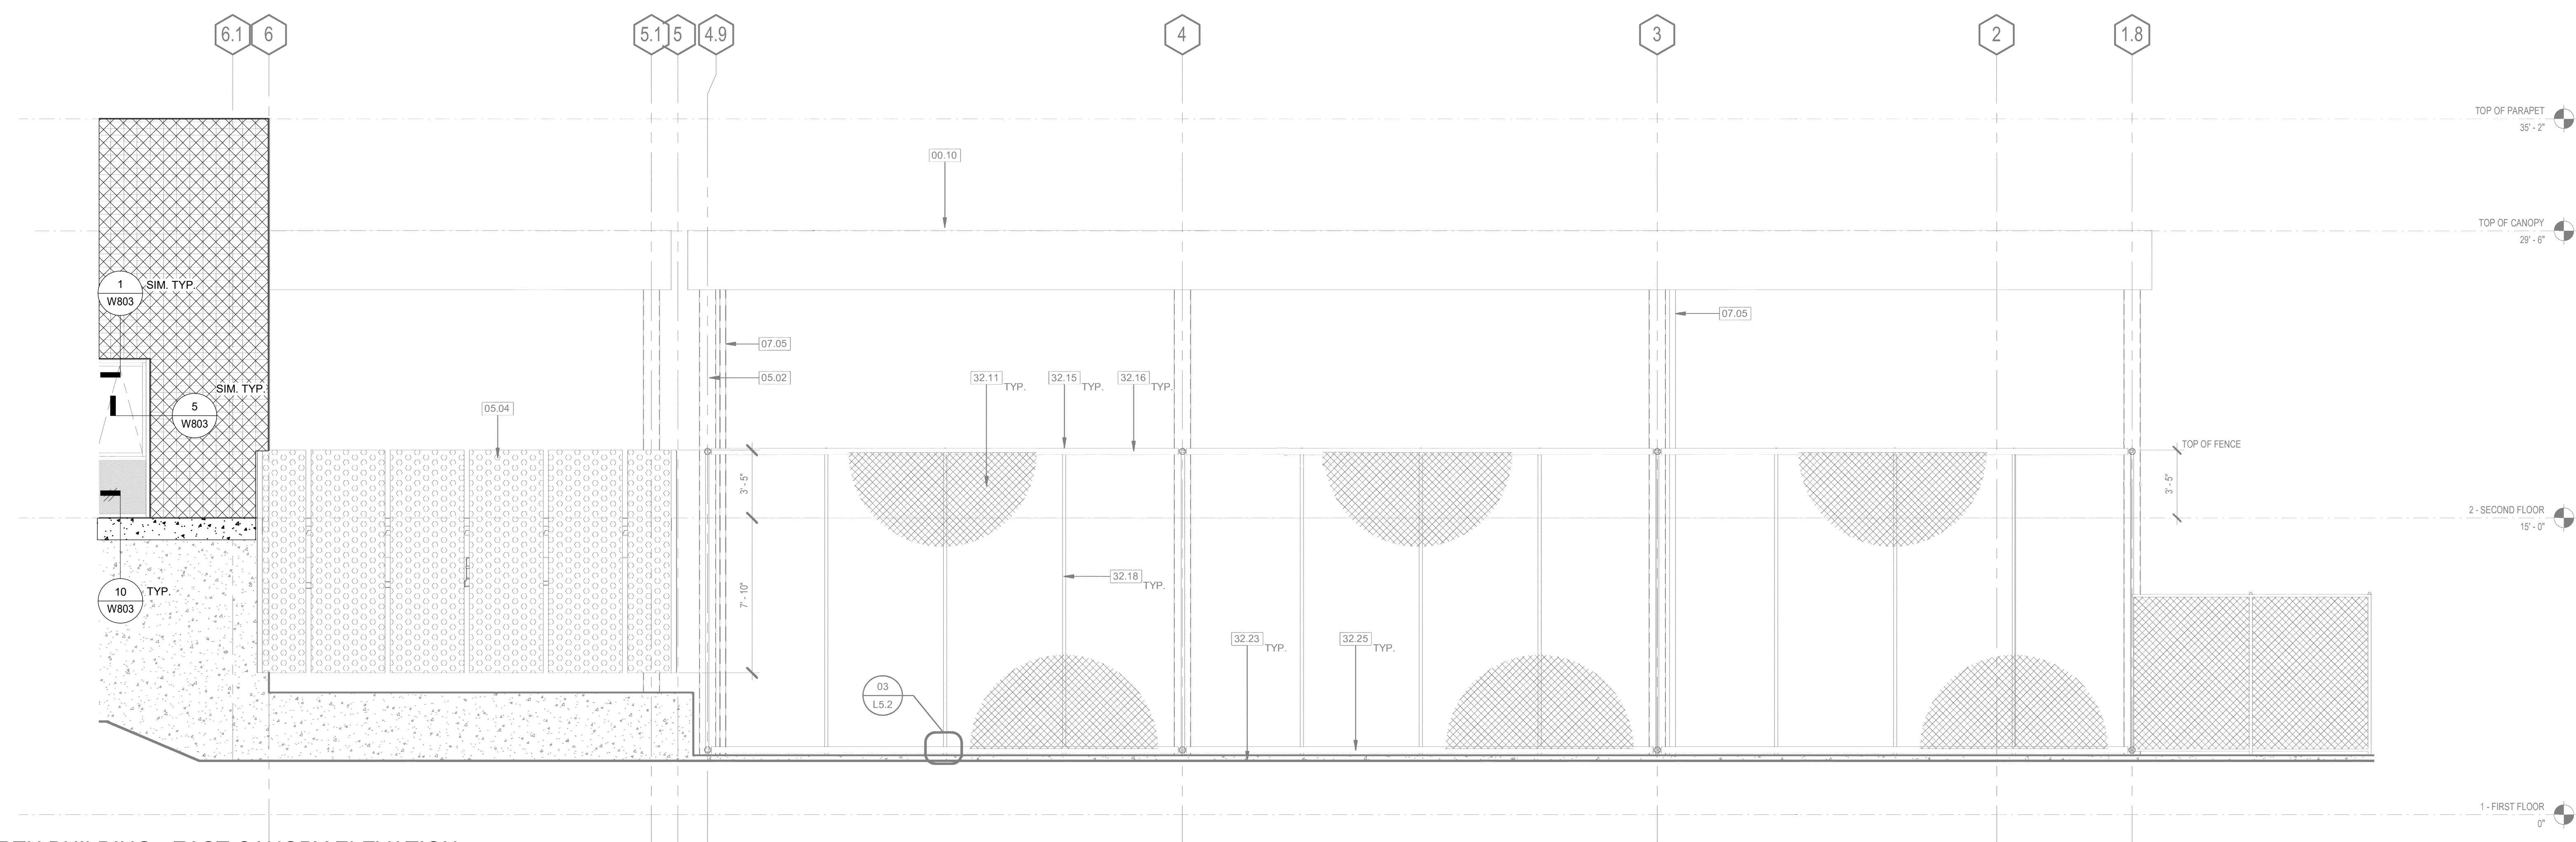 6.1 6 5.1 5 4.9 4 3 2 1.8
TOP OF PARAPET
35' - 2"
00.10
TOP OF CANOPY
29' - 6"
1
W803
SIM. TYP.
07.05
07.05
05.02
32.11 TYP.
32.15 TYP.
32.16 TYP.
SIM. TYP.
5
W803
05.04
TOP OF FENCE
3' - 5"
3' - 5"
2 - SECOND FLOOR
15' - 0"
32.18 TYP.
7' - 10"
10
W803
TYP.
32.23 TYP.
32.25 TYP.
03
L5.2
1 - FIRST FLOOR
0"